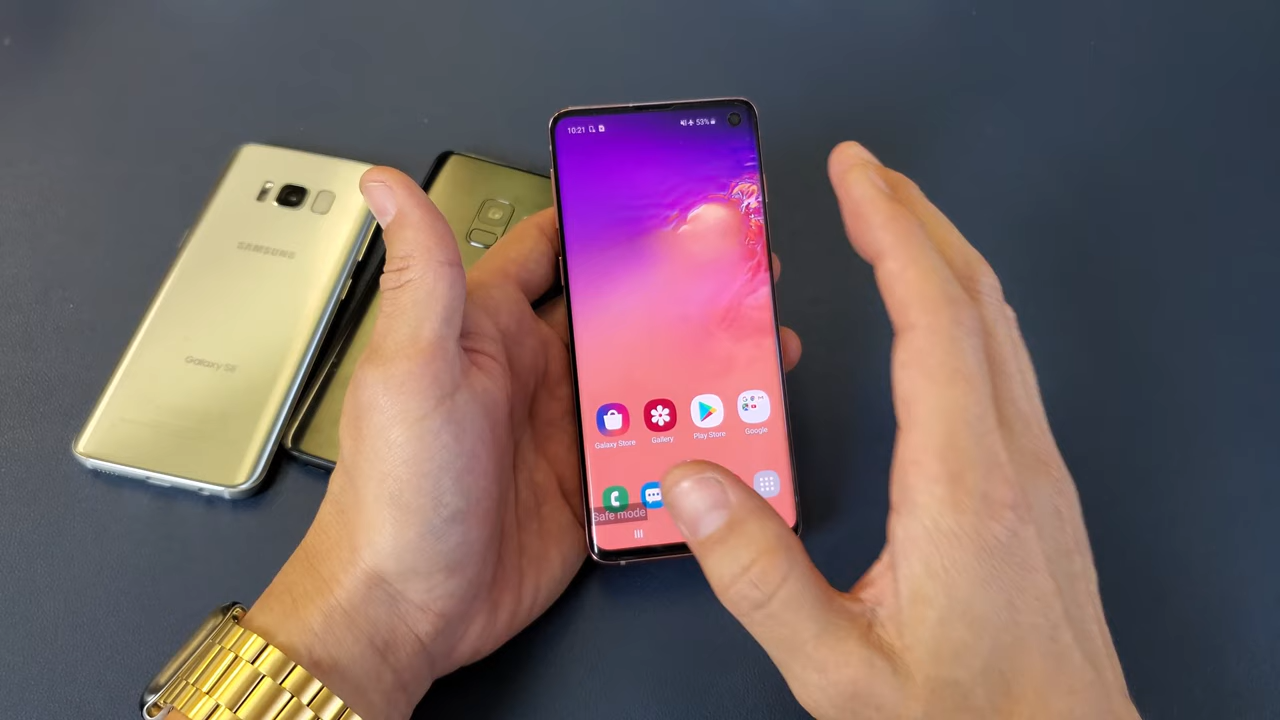 10:21
53%
SAMSUNG
Galaxy S8
Galaxy Store
Gallery
Play Store
Google
Safe mode